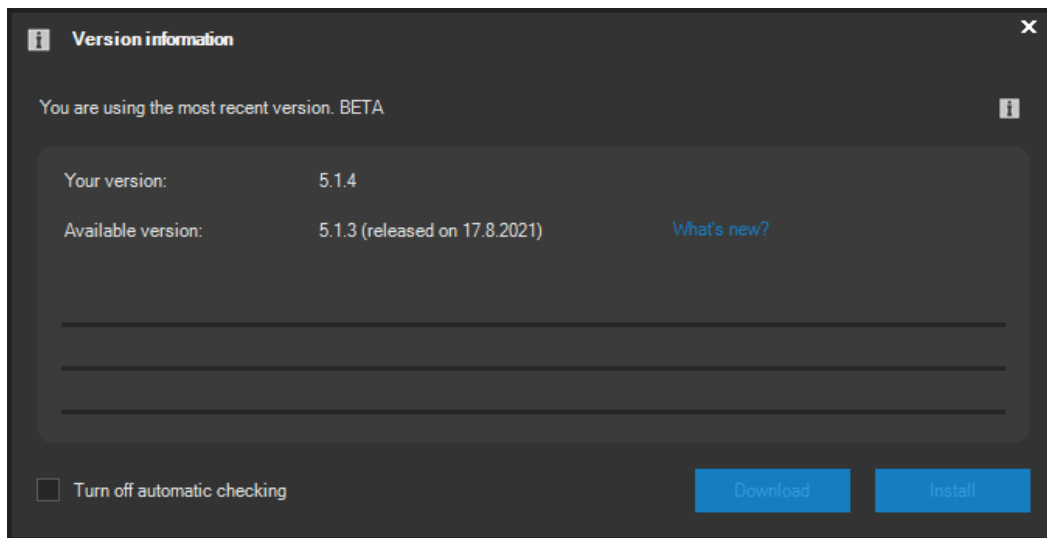 Version information
You are using the most recent version. BETA
Your version: 5.1.4
Available version: 5.1.3 (released on 17.8.2021) What's new?
Turn off automatic checking Download Install